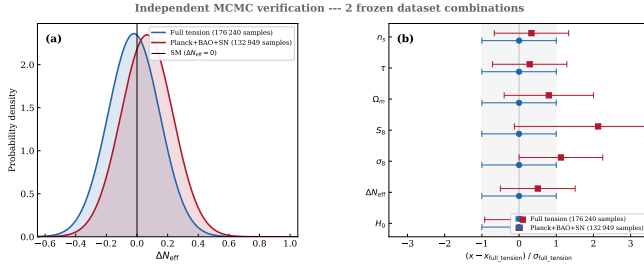 Independent MCMC verification --- 2 frozen dataset combinations
(a)
Full tension (176 240 samples)
Planck+BAO+SN (132 949 samples)
SM (ΔN_eff = 0)
Probability density
2.0
1.5
1.0
0.5
0.0
−0.6 −0.4 −0.2 0.0 0.2 0.4 0.6 0.8 1.0
ΔN_eff
(b)
n_s
τ
Ω_m
S_8
σ_8
ΔN_eff
H_0
Full tension (176 240 samples)
Planck+BAO+SN (132 949 samples)
−3 −2 −1 0 1 2 3
(x − x_full_tension) / σ_full_tension